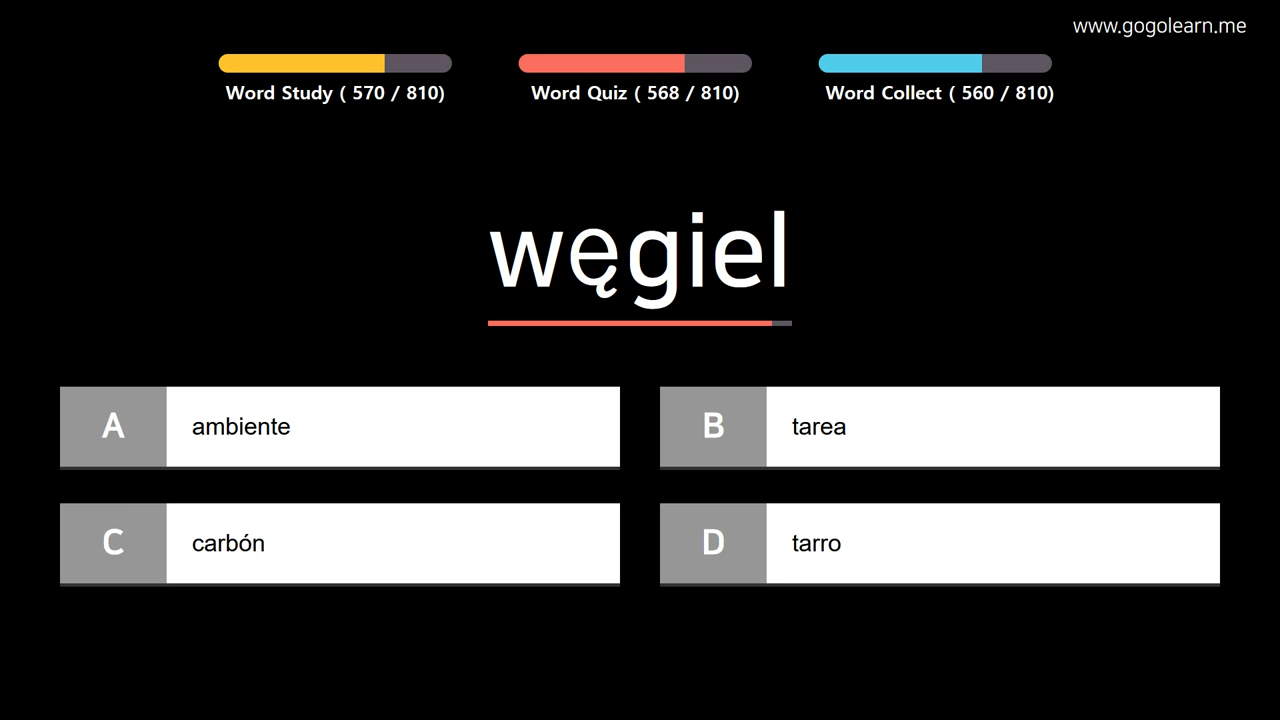 www.gogolearn.me
Word Study ( 570 / 810)
Word Quiz ( 568 / 810)
Word Collect ( 560 / 810)
węgiel
A ambiente
B tarea
C carbón
D tarro